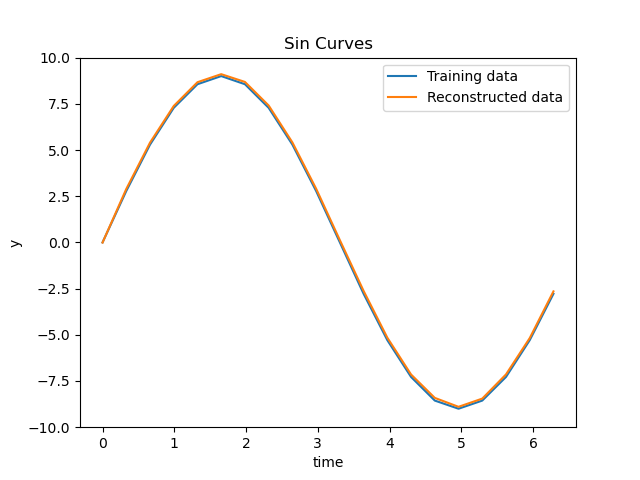 Sin Curves
10.0
7.5
5.0
2.5
0.0
−2.5
−5.0
−7.5
−10.0
y
Training data
Reconstructed data
0 1 2 3 4 5 6
time